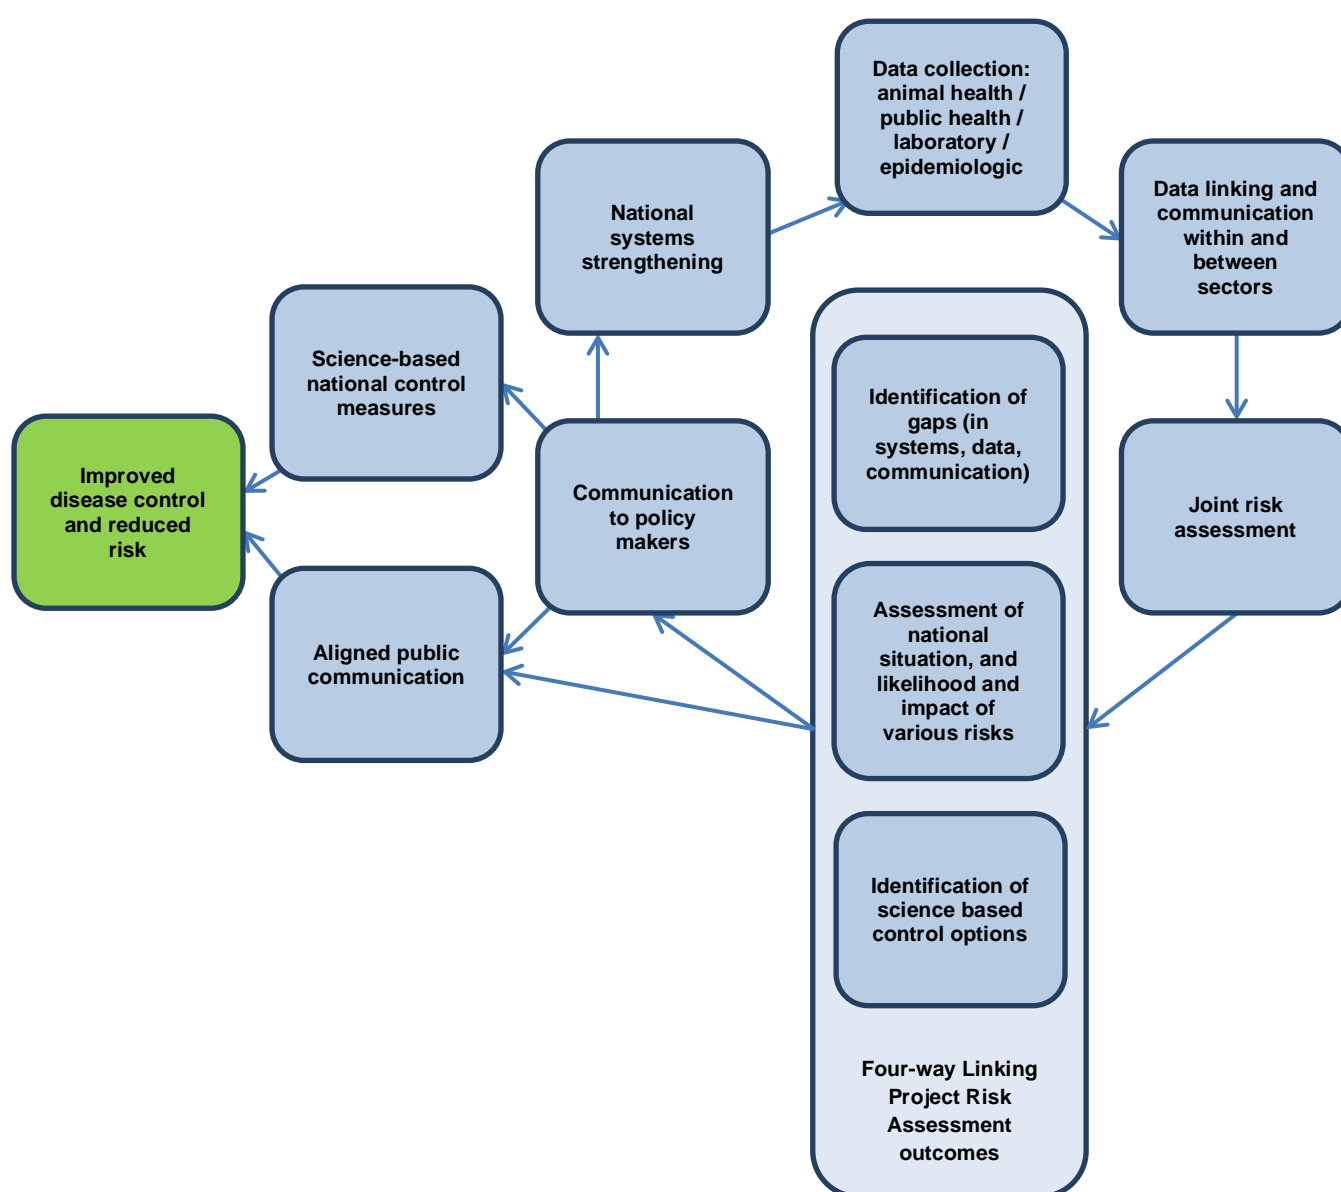 Data collection:
animal health /
public health /
laboratory /
epidemiologic
National
systems
strengthening
Data linking and
communication
within and
between
sectors
Science-based
national control
measures
Identification of
gaps (in
systems, data,
communication)
Improved
disease control
and reduced
risk
Communication
to policy
makers
Joint risk
assessment
Aligned public
communication
Assessment of
national
situation, and
likelihood and
impact of
various risks
Identification of
science based
control options
Four-way Linking
Project Risk
Assessment
outcomes